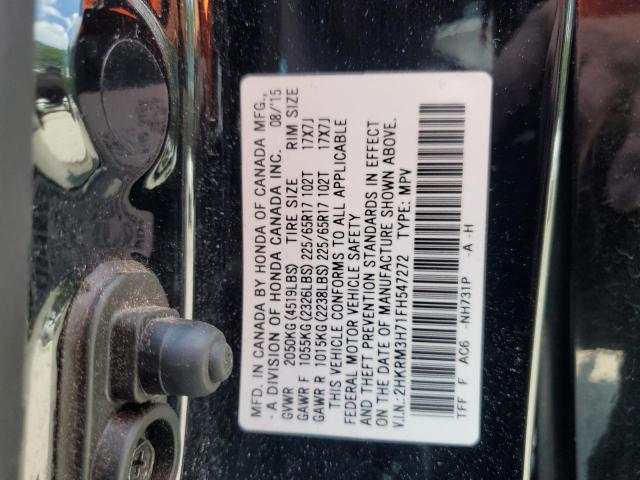 MFD. IN CANADA BY HONDA OF CANADA MFG.,
- A DIVISION OF HONDA CANADA INC. 08/'15
GVWR 2050KG(4519LBS) TIRE SIZE RIM SIZE
GAWR F 1055KG(2326LBS)225/65R17 102T 17X7J
GAWR R 1015KG(2238LBS)225/65R17 102T 17X7J
THIS VEHICLE CONFORMS TO ALL APPLICABLE
FEDERAL MOTOR VEHICLE SAFETY
AND THEFT PREVENTION STANDARDS IN EFFECT
ON THE DATE OF MANUFACTURE SHOWN ABOVE.
V.I.N.: 2HKRM3H71FH547272 TYPE: MPV
TFF F AC6 -NH731P -A -H